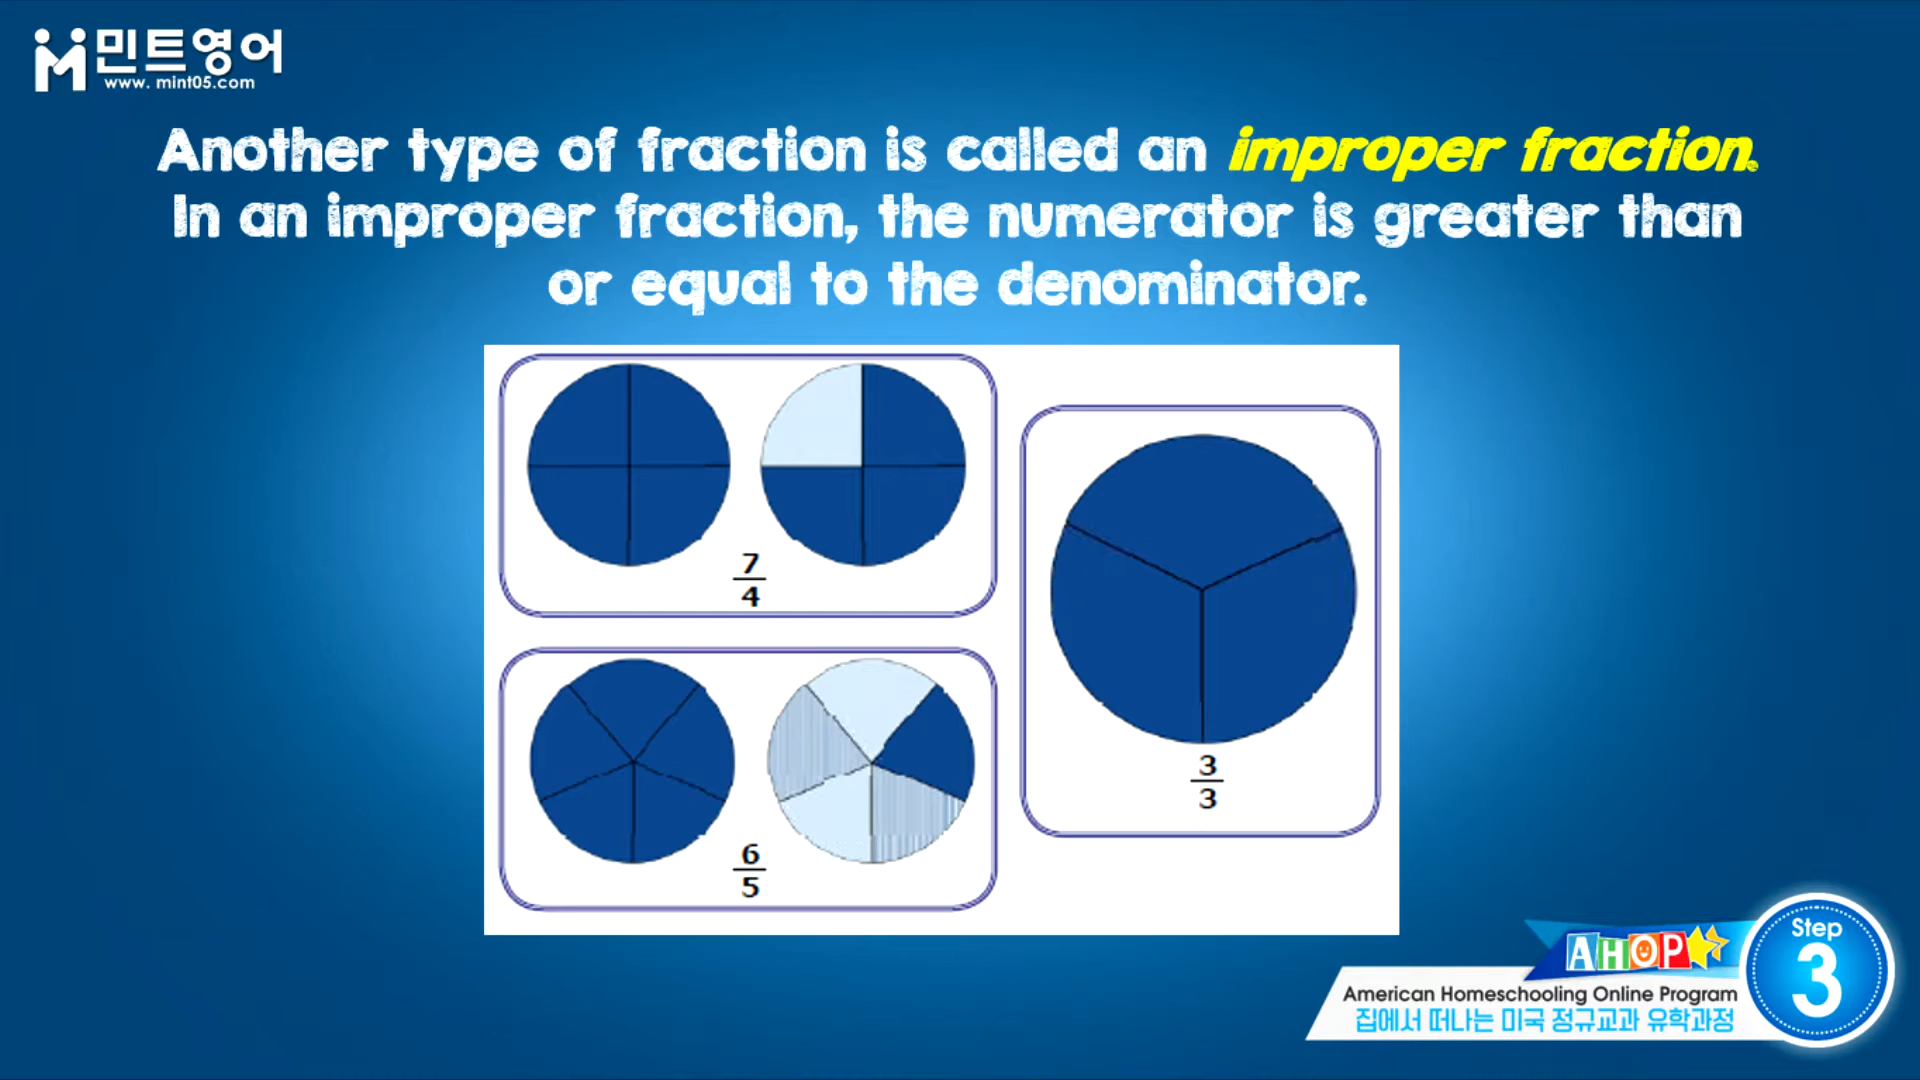 민트영어
www. mint05.com
Another type of fraction is called an improper fraction.
In an improper fraction, the numerator is greater than
or equal to the denominator.
7
4
6
5
3
3
AHOP
Step
3
American Homeschooling Online Program
집에서 떠나는 미국 정규교과 유학과정